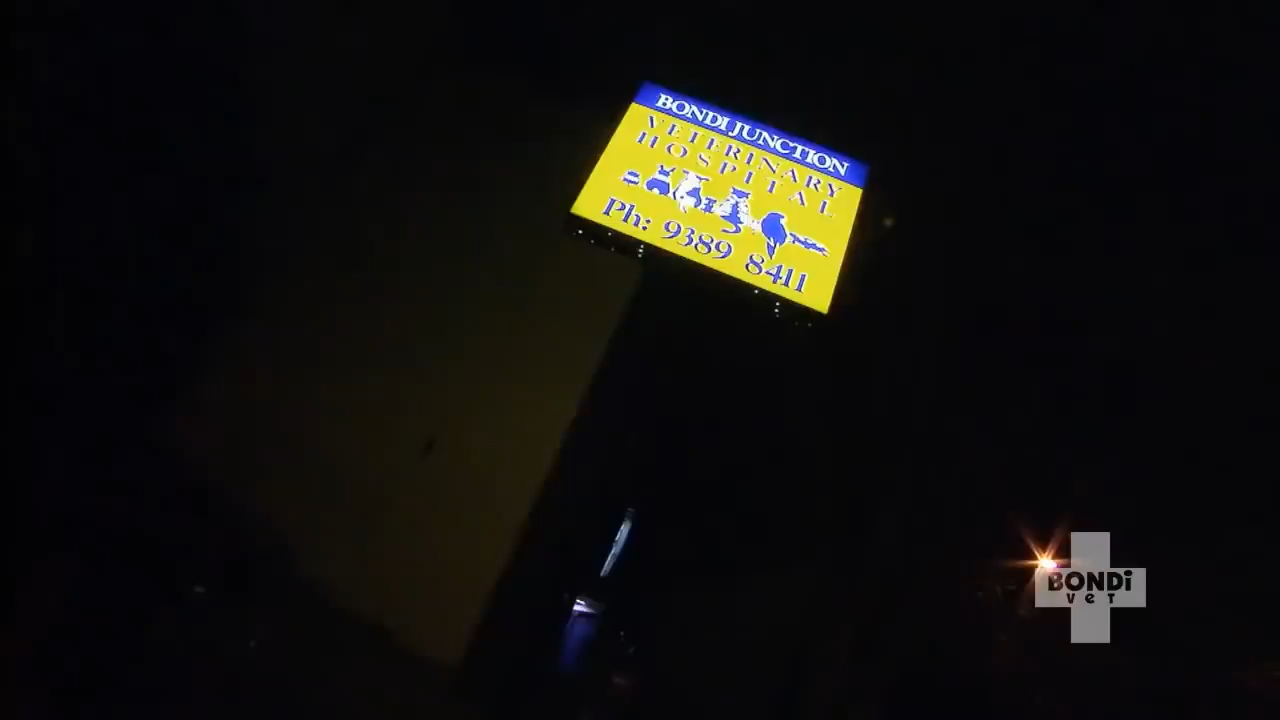 BONDI JUNCTION
VETERINARY
HOSPITAL
Ph: 9389 8411
BONDi
vet